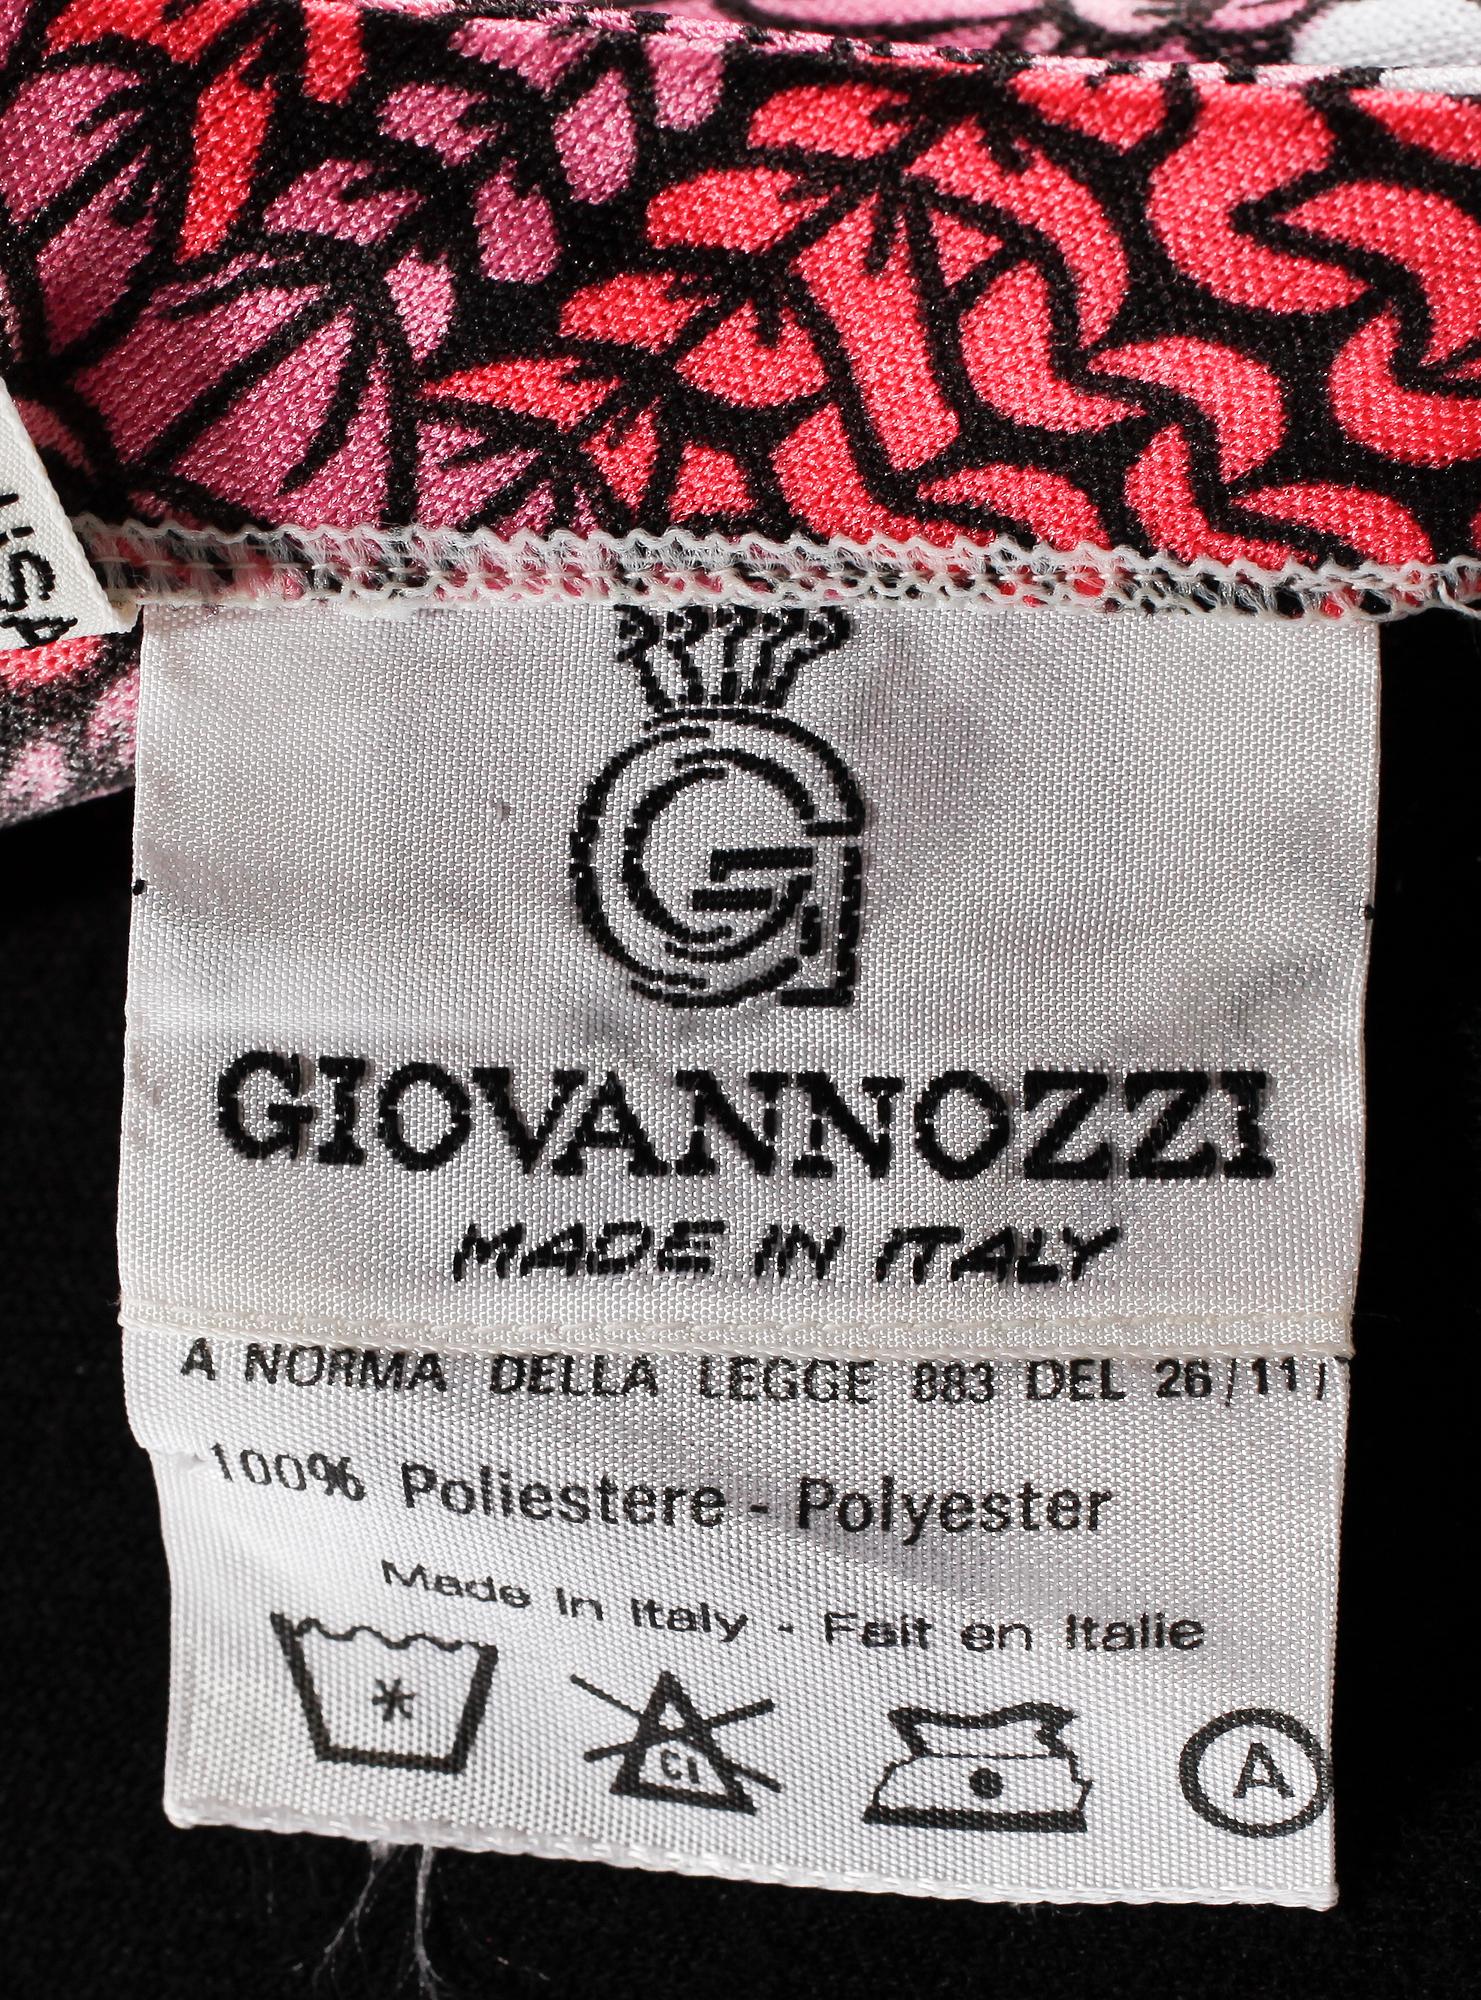 GIOVANNOZZI
MADE IN ITALY
A NORMA DELLA LEGGE 883 DEL 26/11/
100% Poliestere - Polyester
Made in Italy - Fait en Italie
Cl
A